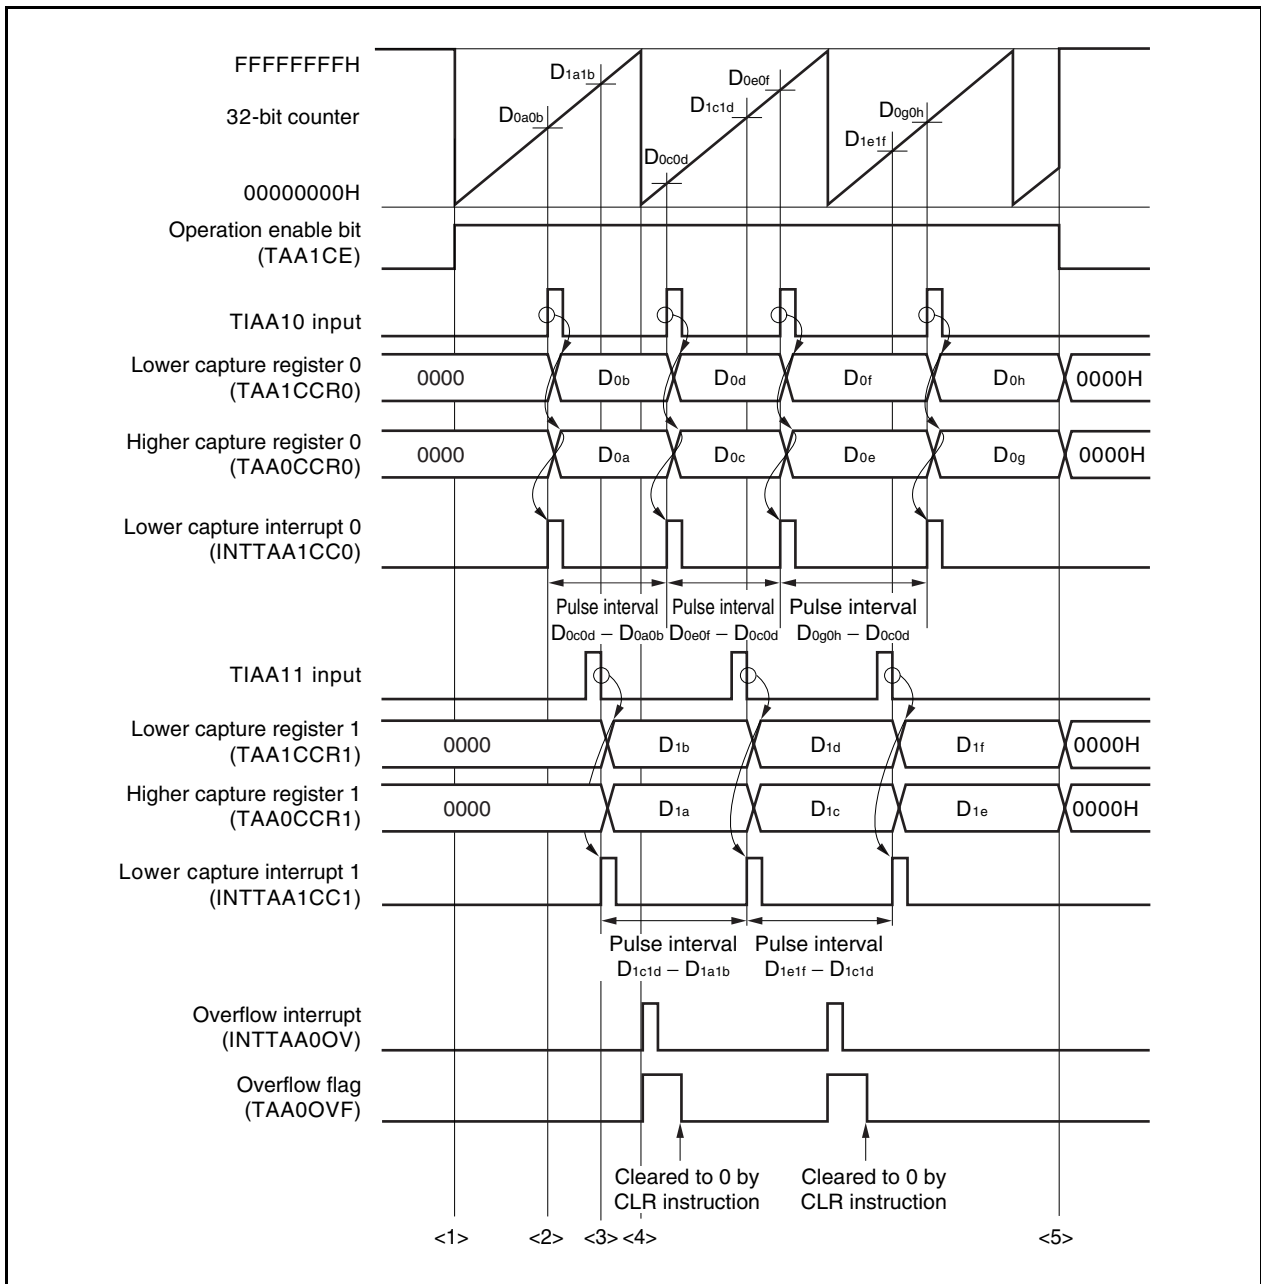 FFFFFFFFH
32-bit counter
00000000H
D1a1b
D0a0b
D0c0d
D1c1d
D0e0f
D1e1f
D0g0h
Operation enable bit
(TAA1CE)
TIAA10 input
Lower capture register 0
(TAA1CCR0)
0000 D0b D0d D0f D0h 0000H
Higher capture register 0
(TAA0CCR0)
0000 D0a D0c D0e D0g 0000H
Lower capture interrupt 0
(INTTAA1CC0)
Pulse interval Pulse interval Pulse interval
D0c0d – D0a0b D0e0f – D0c0d D0g0h – D0c0d
TIAA11 input
Lower capture register 1
(TAA1CCR1)
0000 D1b D1d D1f 0000H
Higher capture register 1
(TAA0CCR1)
0000 D1a D1c D1e 0000H
Lower capture interrupt 1
(INTTAA1CC1)
Pulse interval Pulse interval
D1c1d – D1a1b D1e1f – D1c1d
Overflow interrupt
(INTTAA0OV)
Overflow flag
(TAA0OVF)
Cleared to 0 by
CLR instruction
Cleared to 0 by
CLR instruction
<1> <2> <3> <4> <5>